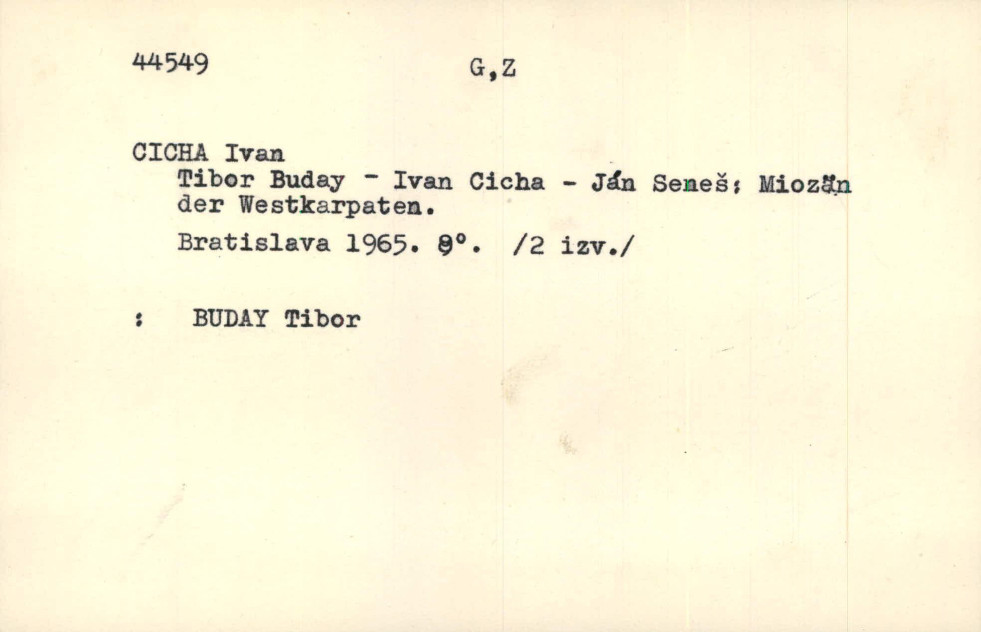 44549 G,Z
CICHA Ivan
Tibor Buday - Ivan Cicha - Ján Seneš: Miozän
der Westkarpaten.
Bratislava 1965. 8°. /2 izv./
: BUDAY Tibor